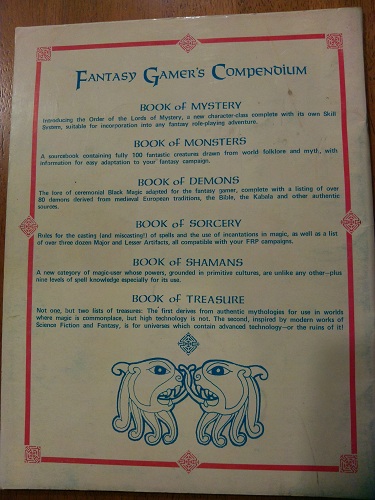 FANTASY GAMER'S COMPENDIUM
BOOK of MYSTERY
Introducing the Order of the Lords of Mystery, a new character-class complete with its own Skill
System, suitable for incorporation into any fantasy role-playing adventure.
BOOK of MONSTERS
A sourcebook containing fully 100 fantastic creatures drawn from world folklore and myth, with
information for easy adaptation to your fantasy campaign.
BOOK of DEMONS
The lore of ceremonial Black Magic adapted for the fantasy gamer, complete with a listing of over
80 demons derived from medieval European traditions, the Bible, the Kabala and other authentic
sources.
BOOK of SORCERY
Rules for the casting (and miscasting!) of spells and the use of incantations in magic, as well as a list
of over three dozen Major and Lesser Artifacts, all compatible with your FRP campaigns.
BOOK of SHAMANS
A new category of magic-user whose powers, grounded in primitive cultures, are unlike any other—plus
nine levels of spell knowledge especially for its use.
BOOK of TREASURE
Not one, but two lists of treasures: The first derives from authentic mythologies for use in worlds
where magic is commonplace, but high technology is not. The second, inspired by modern works of
Science Fiction and Fantasy, is for universes which contain advanced technology—or the ruins of it!